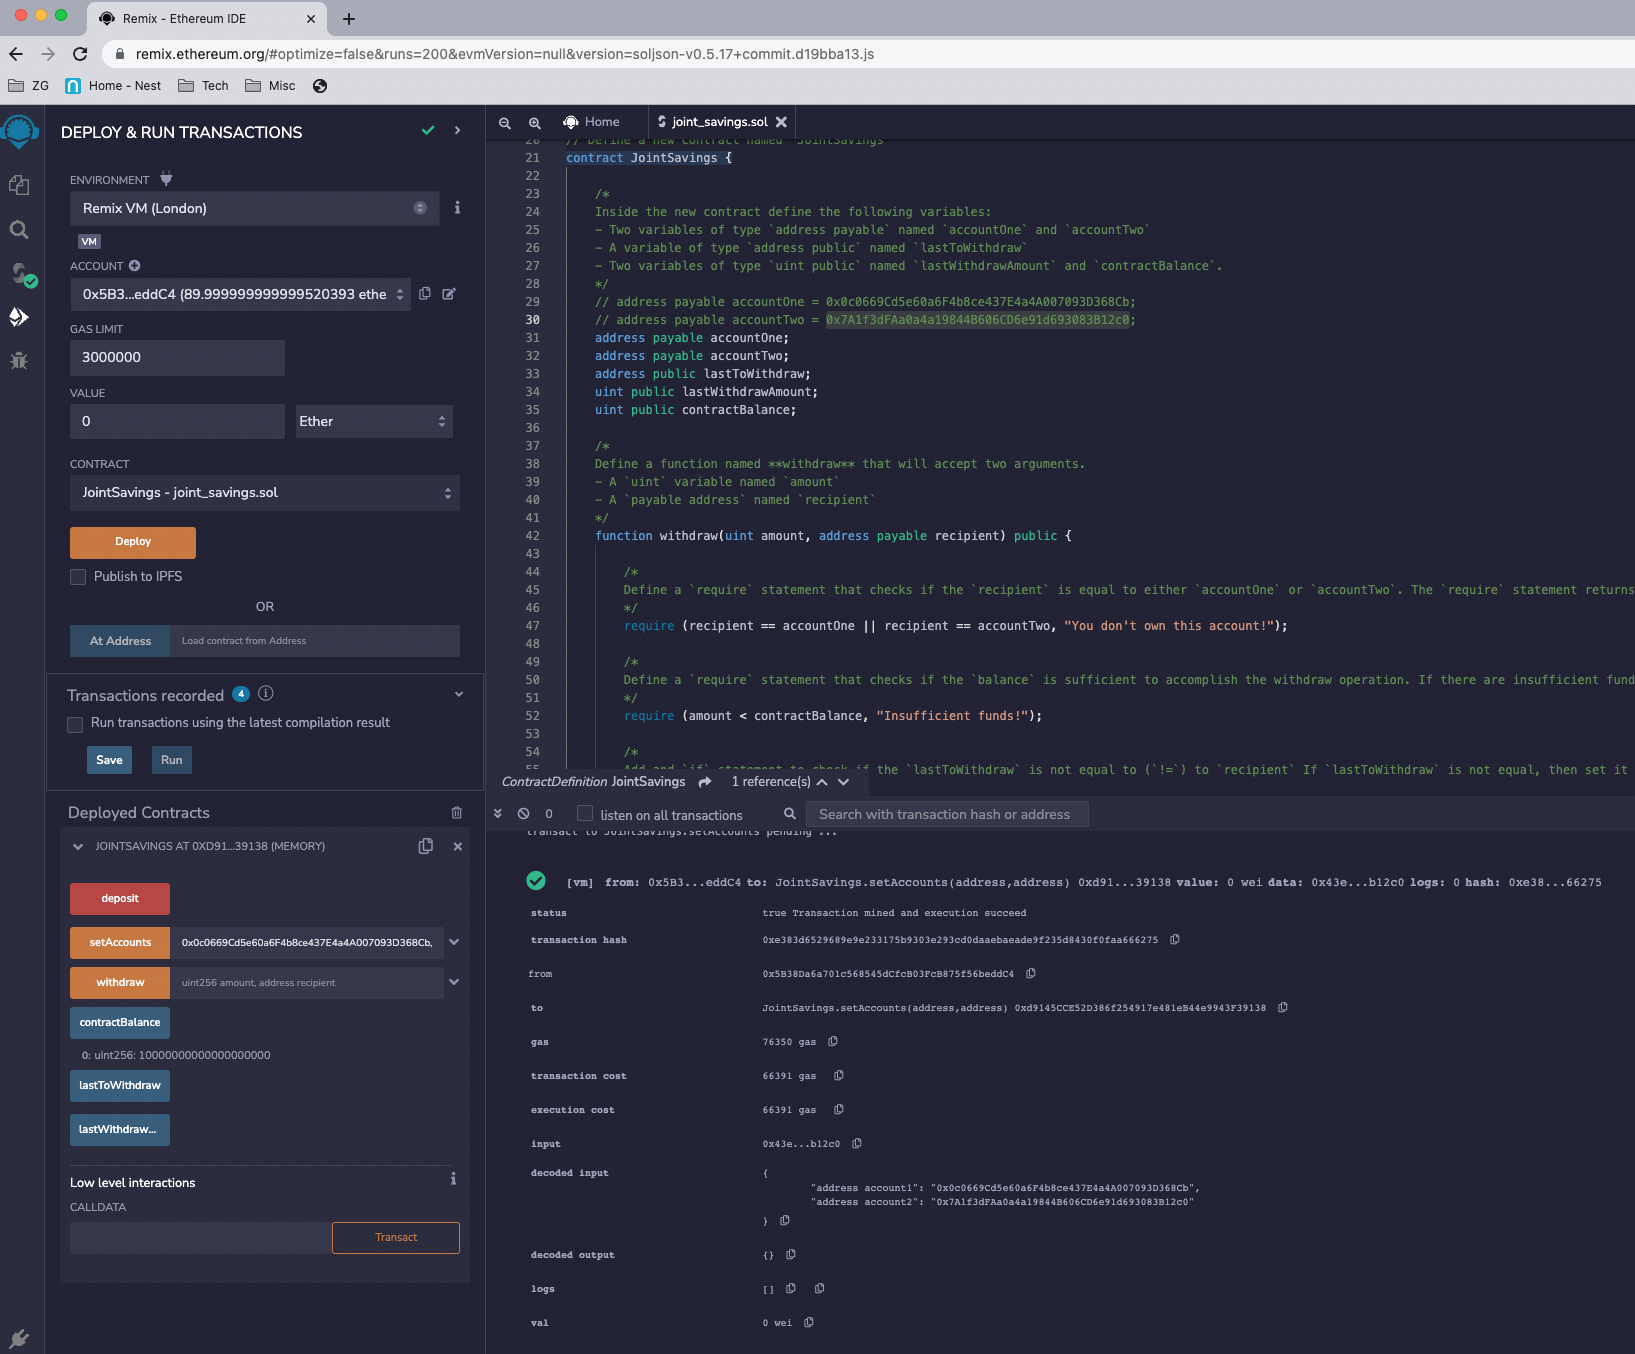 Remix - Ethereum IDE
remix.ethereum.org/#optimize=false&runs=200&evmVersion=null&version=soljson-v0.5.17+commit.d19bba13.js
ZG
Home - Nest
Tech
Misc
DEPLOY & RUN TRANSACTIONS
ENVIRONMENT
Remix VM (London)
VM
ACCOUNT
0x5B3...eddC4 (89.999999999999520393 ethe
GAS LIMIT
3000000
VALUE
0
Ether
CONTRACT
JointSavings - joint_savings.sol
Deploy
Publish to IPFS
OR
At Address
Load contract from Address
Transactions recorded 4
Run transactions using the latest compilation result
Save
Run
Deployed Contracts
JOINTSAVINGS AT 0XD91...39138 (MEMORY)
deposit
setAccounts
0x0c0669Cd5e60a6F4b8ce437E4a4A007093D368Cb,
withdraw
uint256 amount, address recipient
contractBalance
0: uint256: 10000000000000000000
lastToWithdraw
lastWithdraw...
Low level interactions
CALLDATA
Transact
Home
joint_savings.sol
20 // Define a new contract named `JointSavings`
21 contract JointSavings {
22
23 /*
24 Inside the new contract define the following variables:
25 - Two variables of type `address payable` named `accountOne` and `accountTwo`
26 - A variable of type `address public` named `lastToWithdraw`
27 - Two variables of type `uint public` named `lastWithdrawAmount` and `contractBalance`.
28 */
29 // address payable accountOne = 0x0c0669Cd5e60a6F4b8ce437E4a4A007093D368Cb;
30 // address payable accountTwo = 0x7A1f3dFAa0a4a19844B606CD6e91d693083B12c0;
31 address payable accountOne;
32 address payable accountTwo;
33 address public lastToWithdraw;
34 uint public lastWithdrawAmount;
35 uint public contractBalance;
36
37 /*
38 Define a function named **withdraw** that will accept two arguments.
39 - A `uint` variable named `amount`
40 - A `payable address` named `recipient`
41 */
42 function withdraw(uint amount, address payable recipient) public {
43
44 /*
45 Define a `require` statement that checks if the `recipient` is equal to either `accountOne` or `accountTwo`. The `require` statement returns
46 */
47 require (recipient == accountOne || recipient == accountTwo, "You don't own this account!");
48
49 /*
50 Define a `require` statement that checks if the `balance` is sufficient to accomplish the withdraw operation. If there are insufficient fund
51 */
52 require (amount < contractBalance, "Insufficient funds!");
53
54 /*
55 Add and `if` statement to check if the `lastToWithdraw` is not equal to (`!=`) to `recipient` If `lastToWithdraw` is not equal, then set it
ContractDefinition JointSavings 1 reference(s)
0
listen on all transactions
Search with transaction hash or address
transact to JointSavings.setAccounts pending ...
[vm] from: 0x5B3...eddC4 to: JointSavings.setAccounts(address,address) 0xd91...39138 value: 0 wei data: 0x43e...b12c0 logs: 0 hash: 0xe38...66275
status true Transaction mined and execution succeed
transaction hash 0xe383d6529689e9e233175b9303e293cd0daaebaeade9f235d8430f0faa666275
from 0x5B38Da6a701c568545dCfcB03FcB875f56beddC4
to JointSavings.setAccounts(address,address) 0xd9145CCE52D386f254917e481eB44e9943F39138
gas 76350 gas
transaction cost 66391 gas
execution cost 66391 gas
input 0x43e...b12c0
decoded input {
"address account1": "0x0c0669Cd5e60a6F4b8ce437E4a4A007093D368Cb",
"address account2": "0x7A1f3dFAa0a4a19844B606CD6e91d693083B12c0"
}
decoded output {}
logs []
val 0 wei